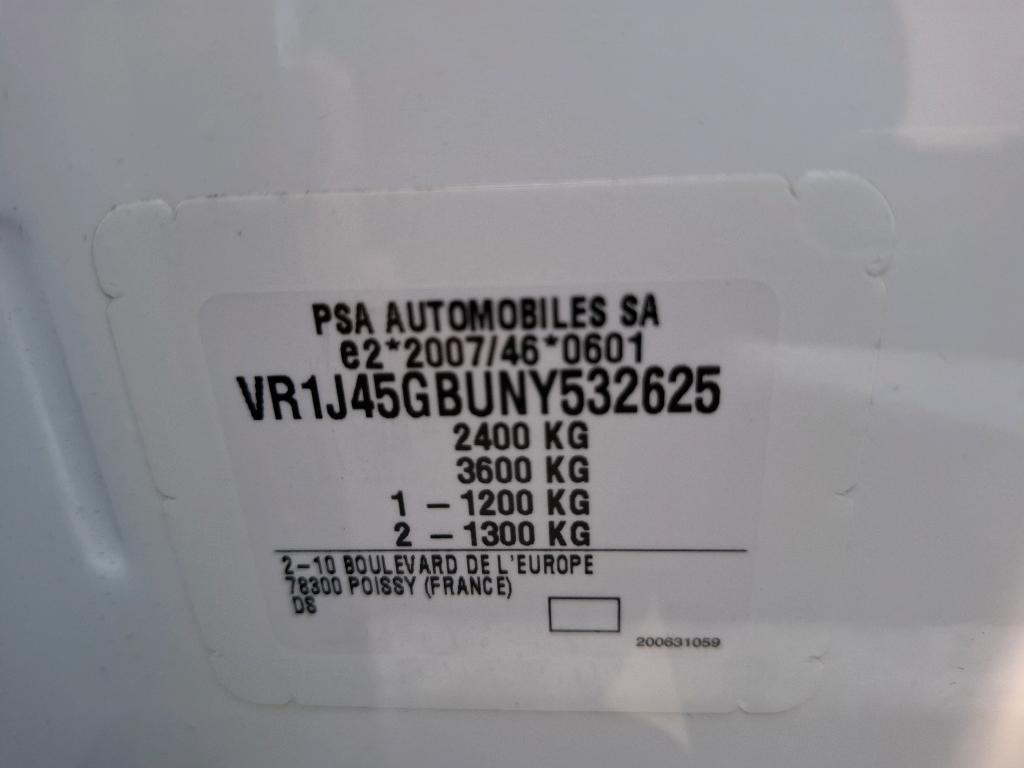 PSA AUTOMOBILES SA
e2*2007/46*0601
VR1J45GBUNY532625
2400 KG
3600 KG
1 - 1200 KG
2 - 1300 KG
2-10 BOULEVARD DE L'EUROPE
78300 POISSY (FRANCE)
DS
200631059